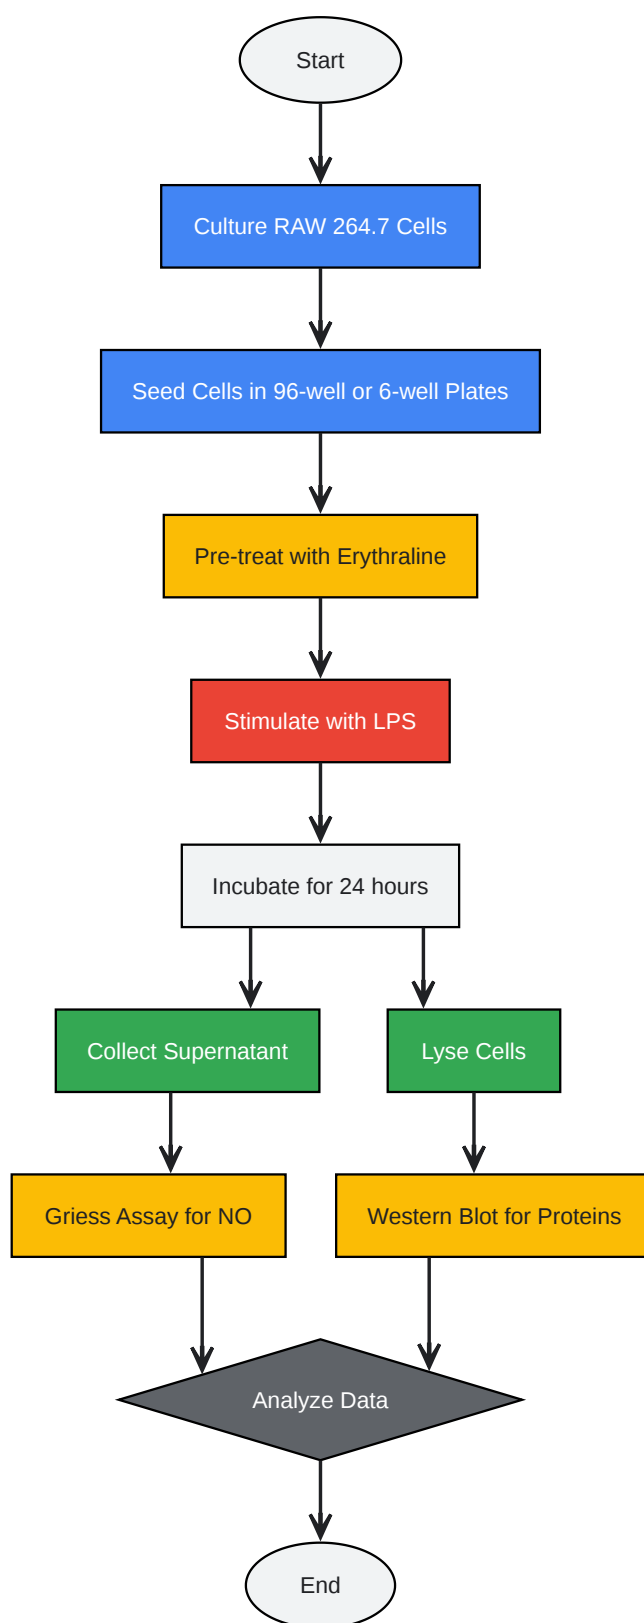 Start
Culture RAW 264.7 Cells
Seed Cells in 96-well or 6-well Plates
Pre-treat with Erythraline
Stimulate with LPS
Incubate for 24 hours
Collect Supernatant
Lyse Cells
Griess Assay for NO
Western Blot for Proteins
Analyze Data
End